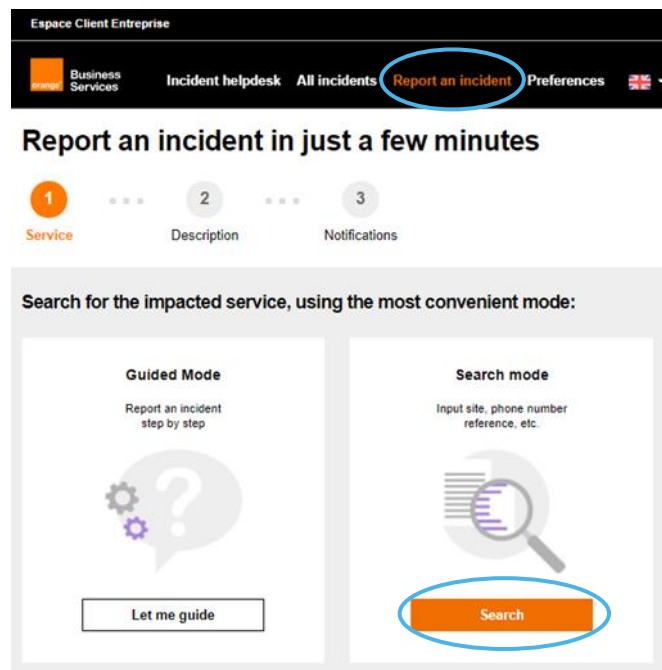 Espace Client Entreprise
orange Business Services
Incident helpdesk All incidents Report an incident Preferences
Report an incident in just a few minutes
1 2 3
Service Description Notifications
Search for the impacted service, using the most convenient mode:
Guided Mode
Report an incident
step by step
?
Let me guide
Search mode
Input site, phone number
reference, etc.
Search